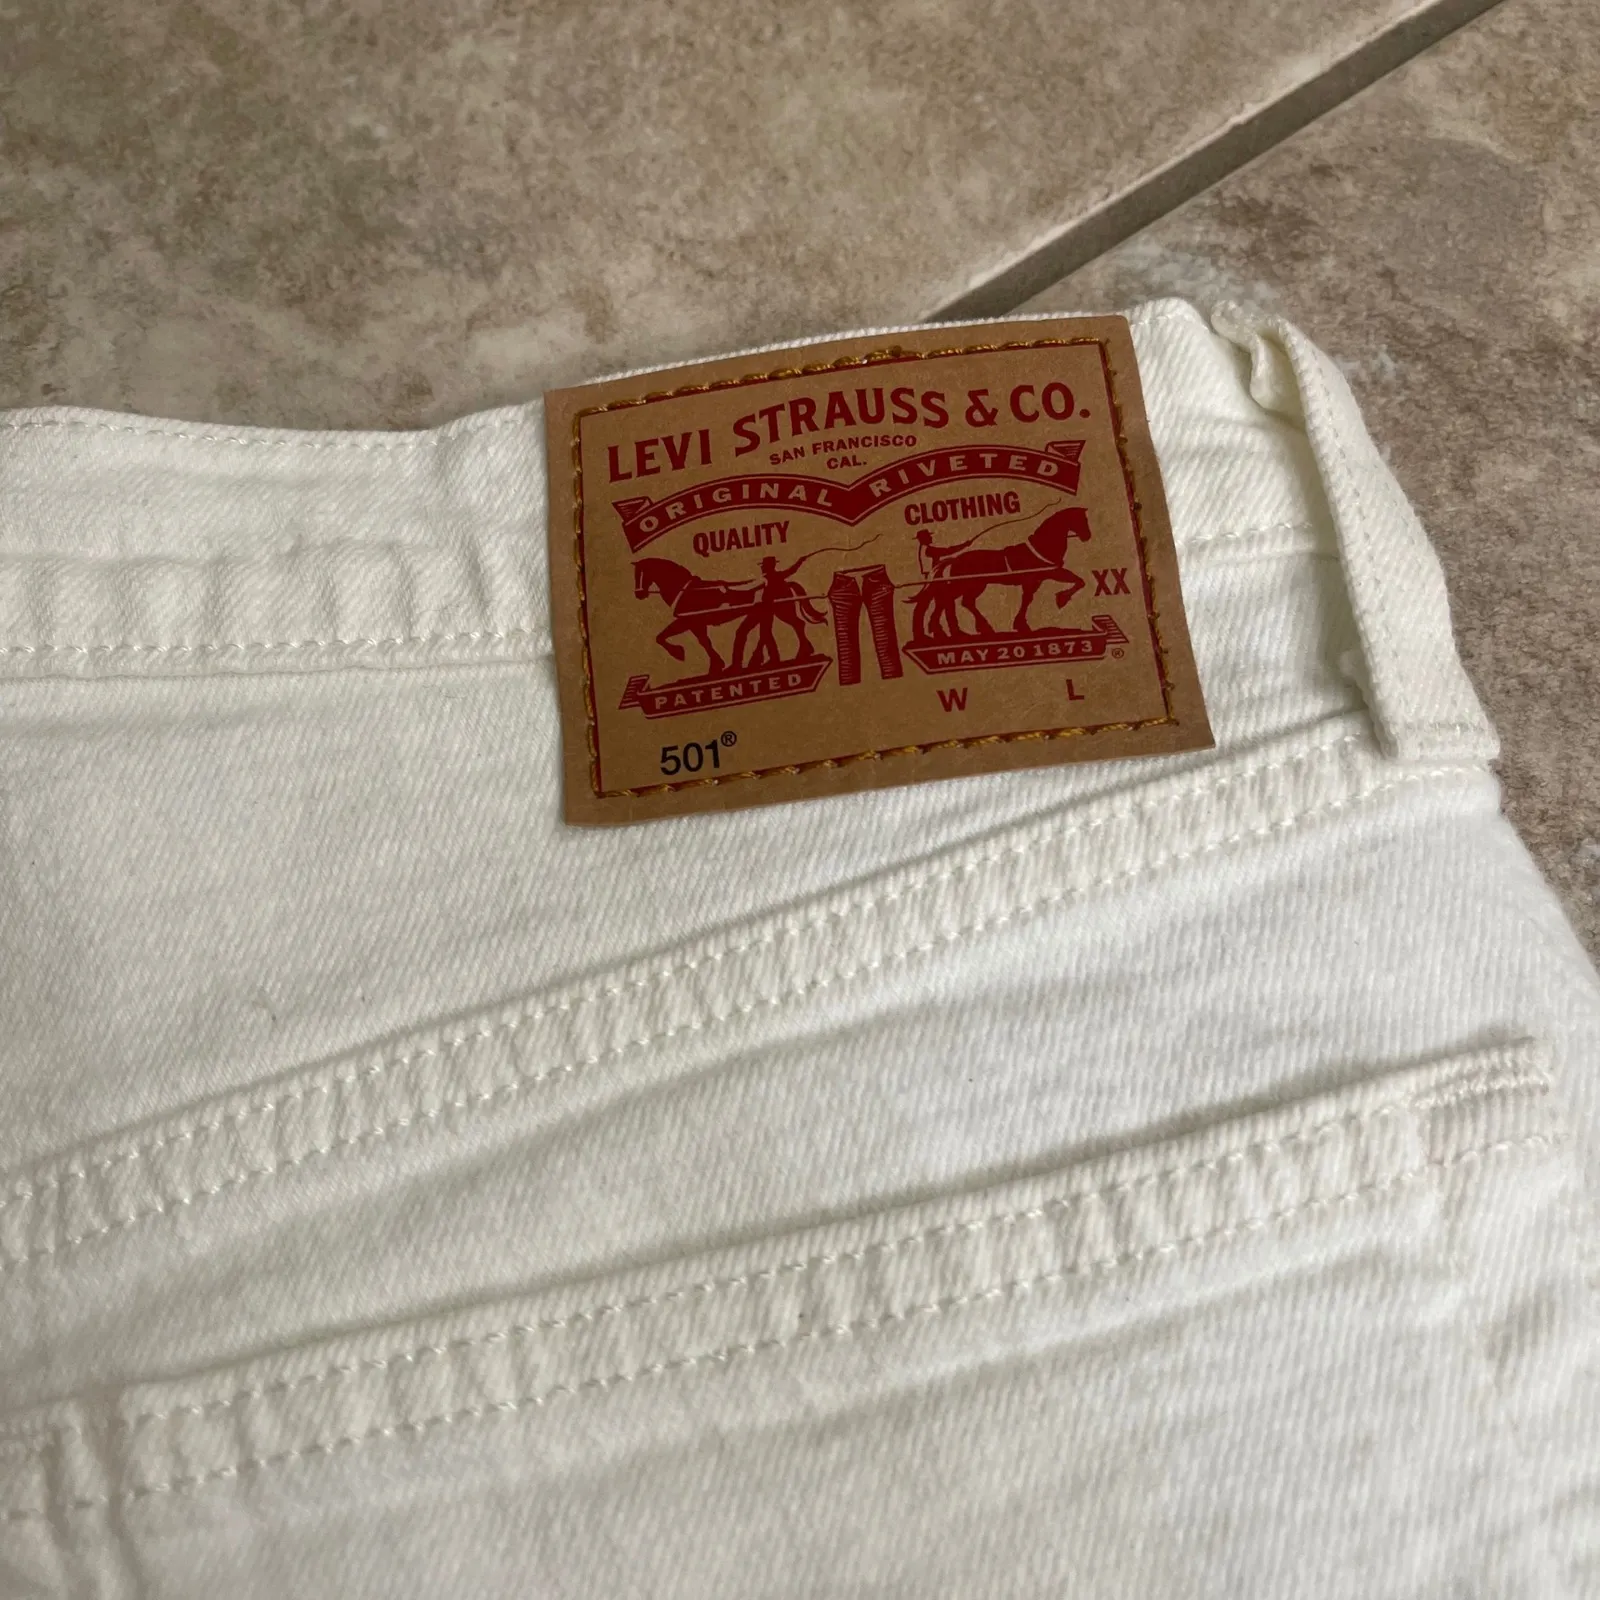 LEVI STRAUSS & CO.
SAN FRANCISCO
CAL.
ORIGINAL RIVETED
QUALITY CLOTHING
XX
PATENTED MAY 20 1873 ®
W L
501®